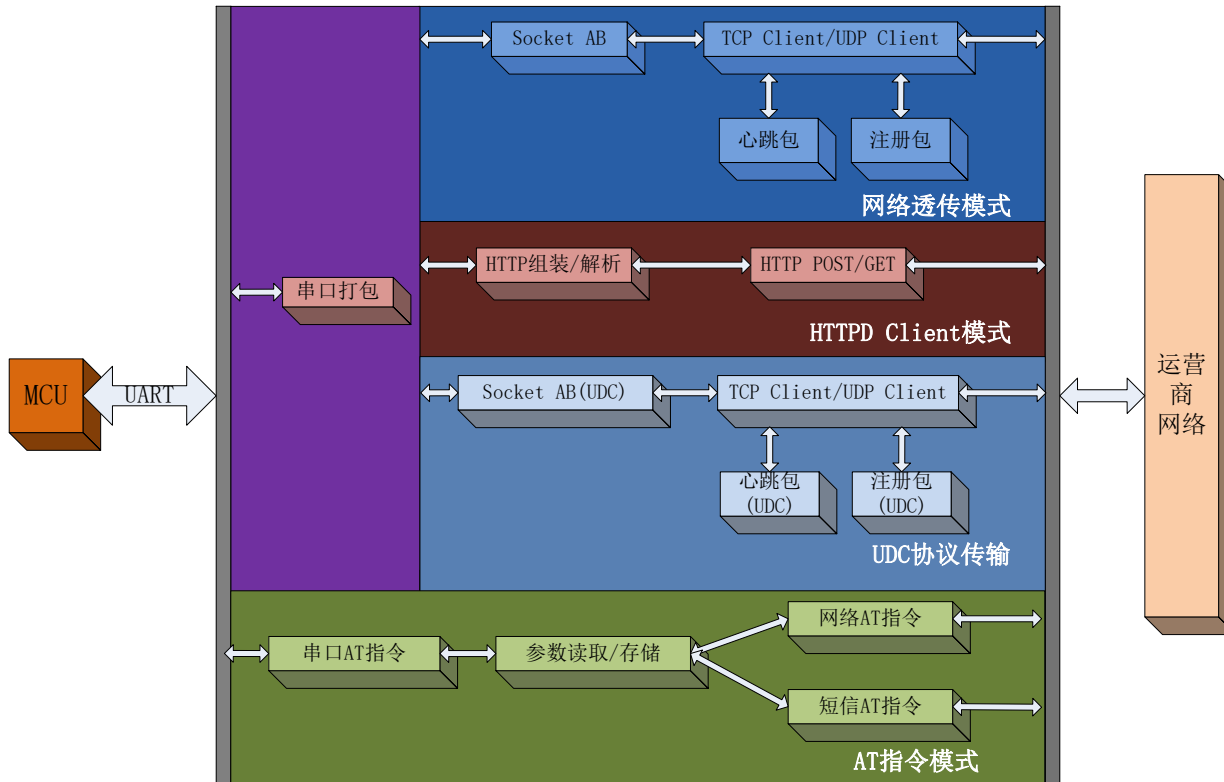 Socket AB
TCP Client/UDP Client
心跳包
注册包
网络透传模式
串口打包
HTTP组装/解析
HTTP POST/GET
HTTPD Client模式
MCU
UART
Socket AB(UDC)
TCP Client/UDP Client
心跳包
(UDC)
注册包
(UDC)
UDC协议传输
运营
商
网络
串口AT指令
参数读取/存储
网络AT指令
短信AT指令
AT指令模式